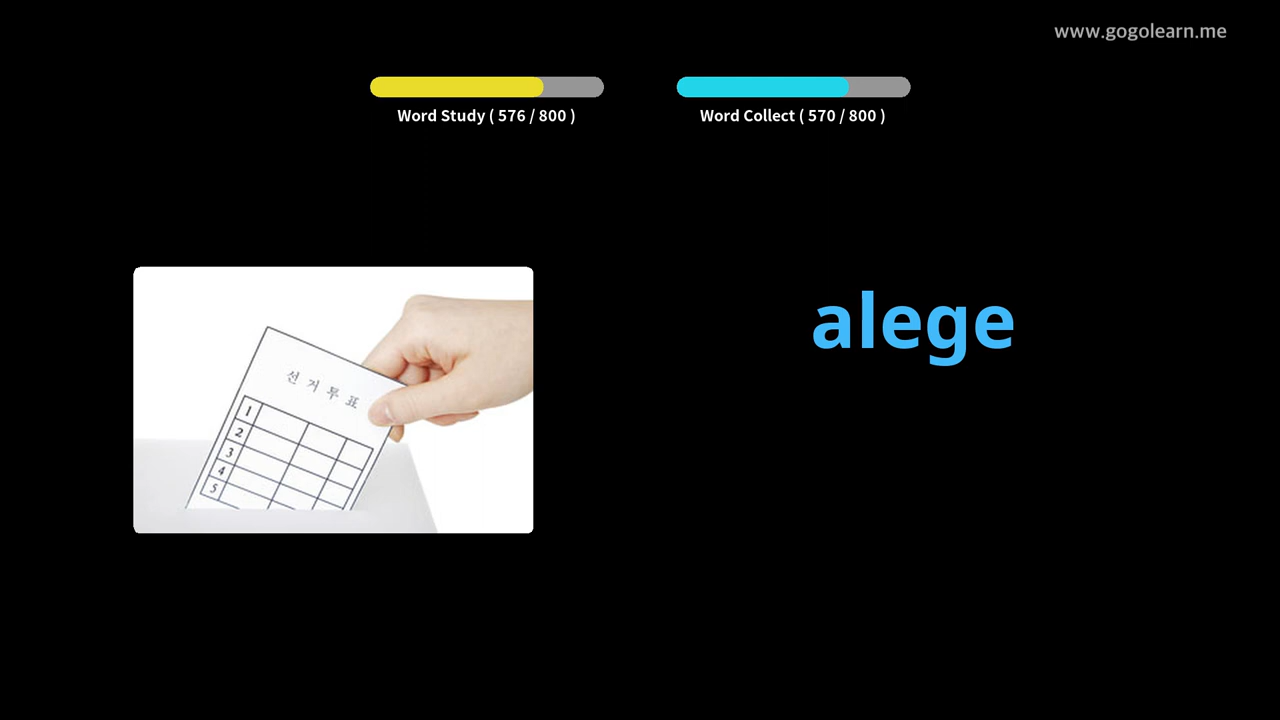 www.gogolearn.me
Word Study ( 576 / 800 )
Word Collect ( 570 / 800 )
alege
선거투표
1
2
3
4
5